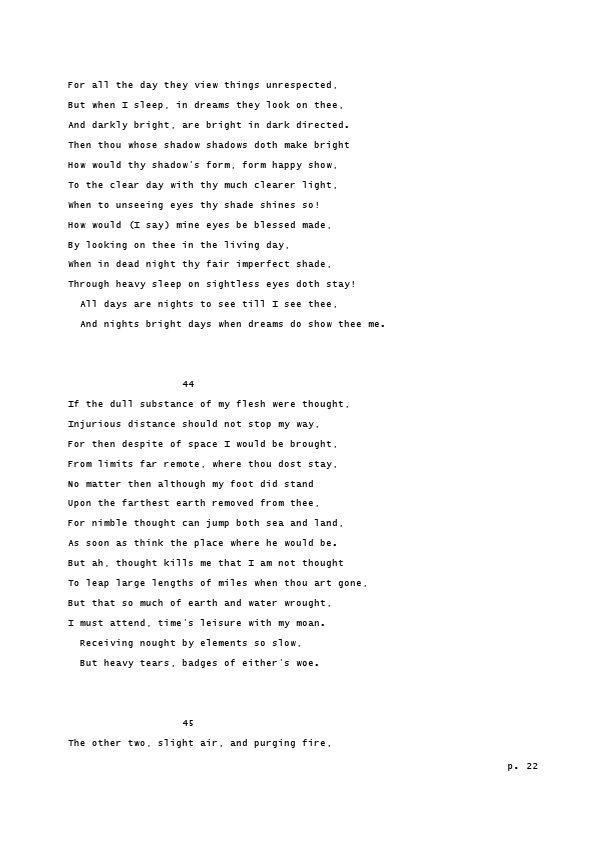 For all the day they view things unrespected,
But when I sleep, in dreams they look on thee,
And darkly bright, are bright in dark directed.
Then thou whose shadow shadows doth make bright
How would thy shadow's form, form happy show,
To the clear day with thy much clearer light,
When to unseeing eyes thy shade shines so!
How would (I say) mine eyes be blessed made,
By looking on thee in the living day,
When in dead night thy fair imperfect shade,
Through heavy sleep on sightless eyes doth stay!
  All days are nights to see till I see thee,
  And nights bright days when dreams do show thee me.
44
If the dull substance of my flesh were thought,
Injurious distance should not stop my way,
For then despite of space I would be brought,
From limits far remote, where thou dost stay,
No matter then although my foot did stand
Upon the farthest earth removed from thee,
For nimble thought can jump both sea and land,
As soon as think the place where he would be.
But ah, thought kills me that I am not thought
To leap large lengths of miles when thou art gone,
But that so much of earth and water wrought,
I must attend, time's leisure with my moan.
  Receiving nought by elements so slow,
  But heavy tears, badges of either's woe.
45
The other two, slight air, and purging fire,
p. 22